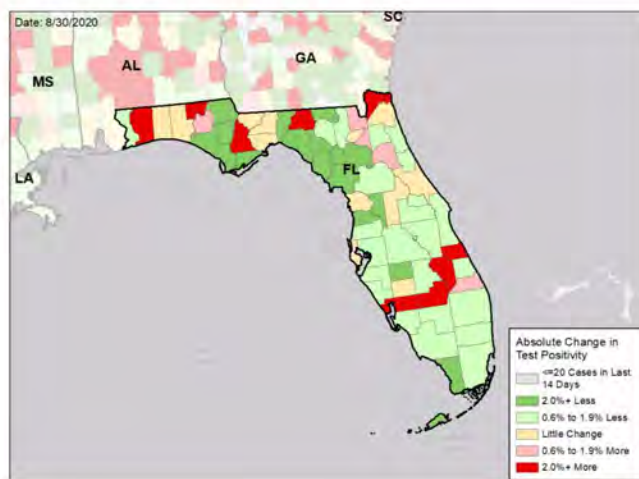 Date: 8/30/2020
SC
GA
AL
MS
FL
LA
Absolute Change in
Test Positivity
<=20 Cases in Last
14 Days
2.0%+ Less
0.6% to 1.9% Less
Little Change
0.6% to 1.9% More
2.0%+ More